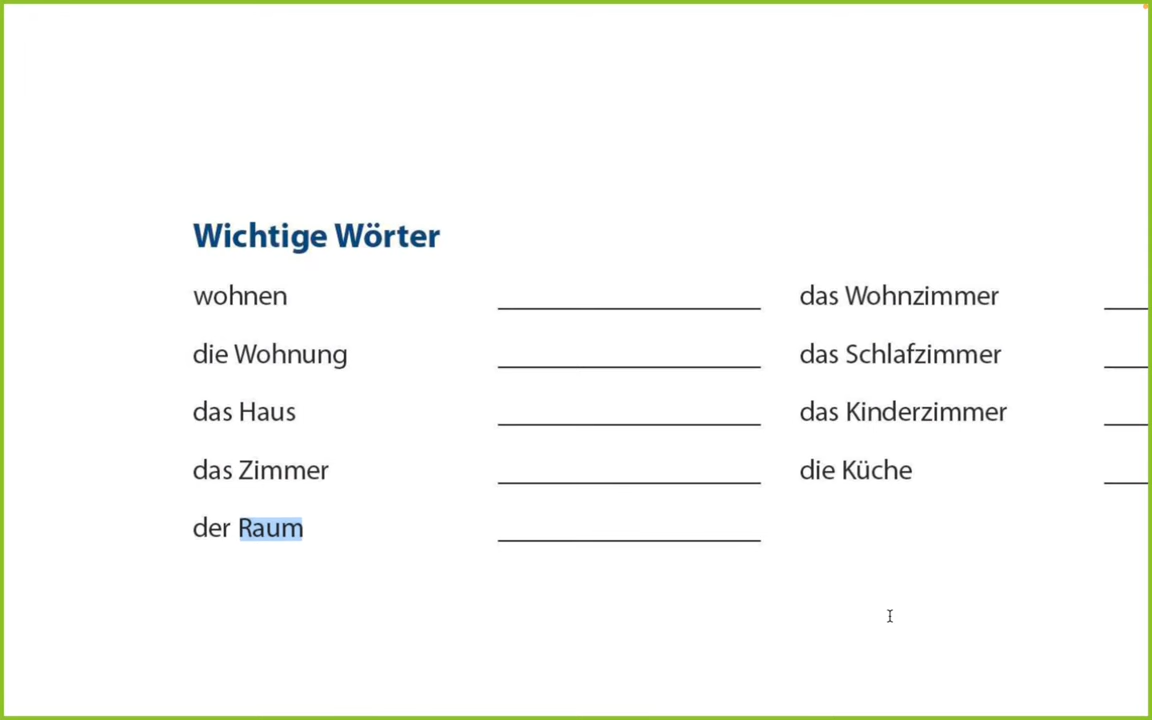 Wichtige Wörter
wohnen
die Wohnung
das Haus
das Zimmer
der Raum
das Wohnzimmer
das Schlafzimmer
das Kinderzimmer
die Küche